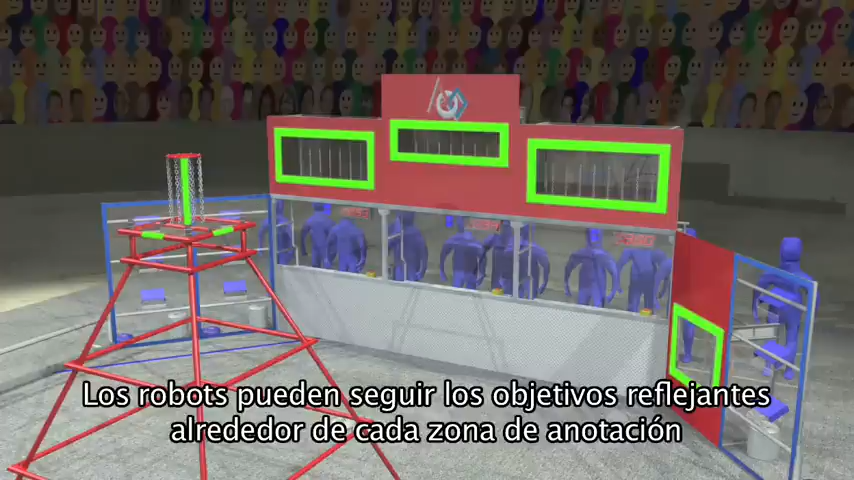 Los robots pueden seguir los objetivos reflejantes
alrededor de cada zona de anotación